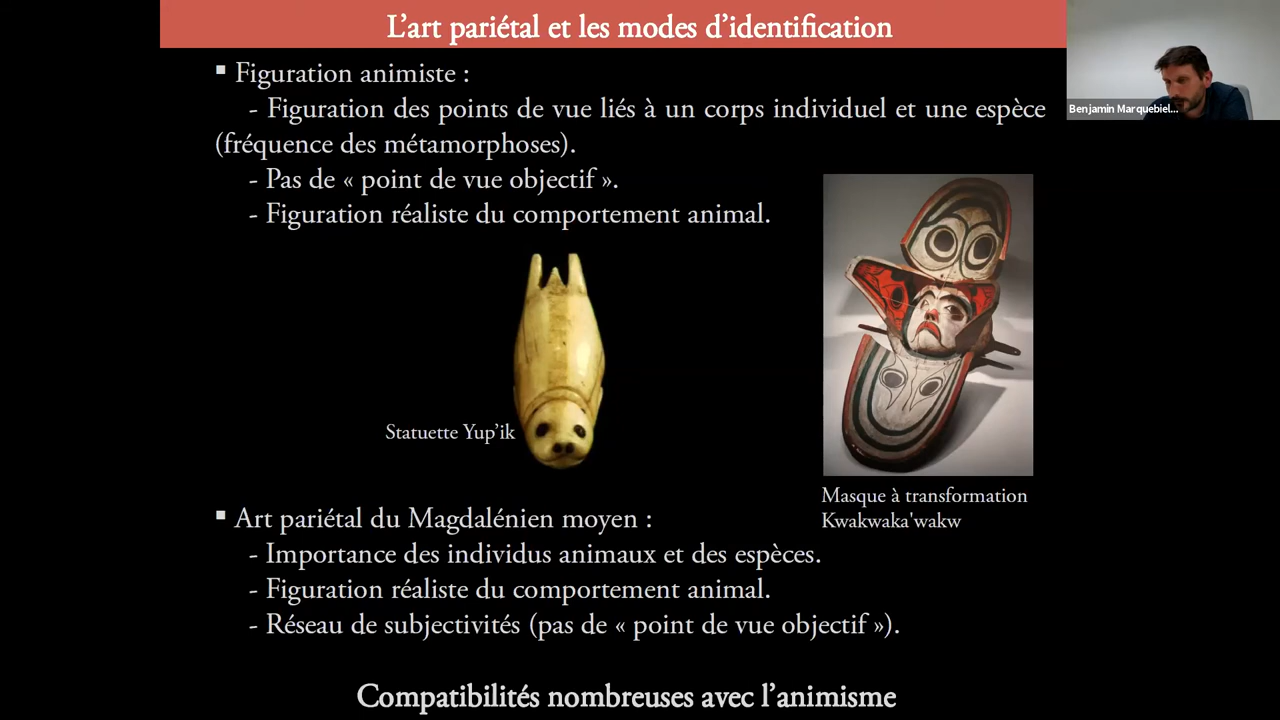 L’art pariétal et les modes d’identification
▪ Figuration animiste :
- Figuration des points de vue liés à un corps individuel et une espèce
(fréquence des métamorphoses).
- Pas de « point de vue objectif ».
- Figuration réaliste du comportement animal.
Benjamin Marquebiel...
Statuette Yup’ik
Masque à transformation
Kwakwaka'wakw
▪ Art pariétal du Magdalénien moyen :
- Importance des individus animaux et des espèces.
- Figuration réaliste du comportement animal.
- Réseau de subjectivités (pas de « point de vue objectif »).
Compatibilités nombreuses avec l’animisme